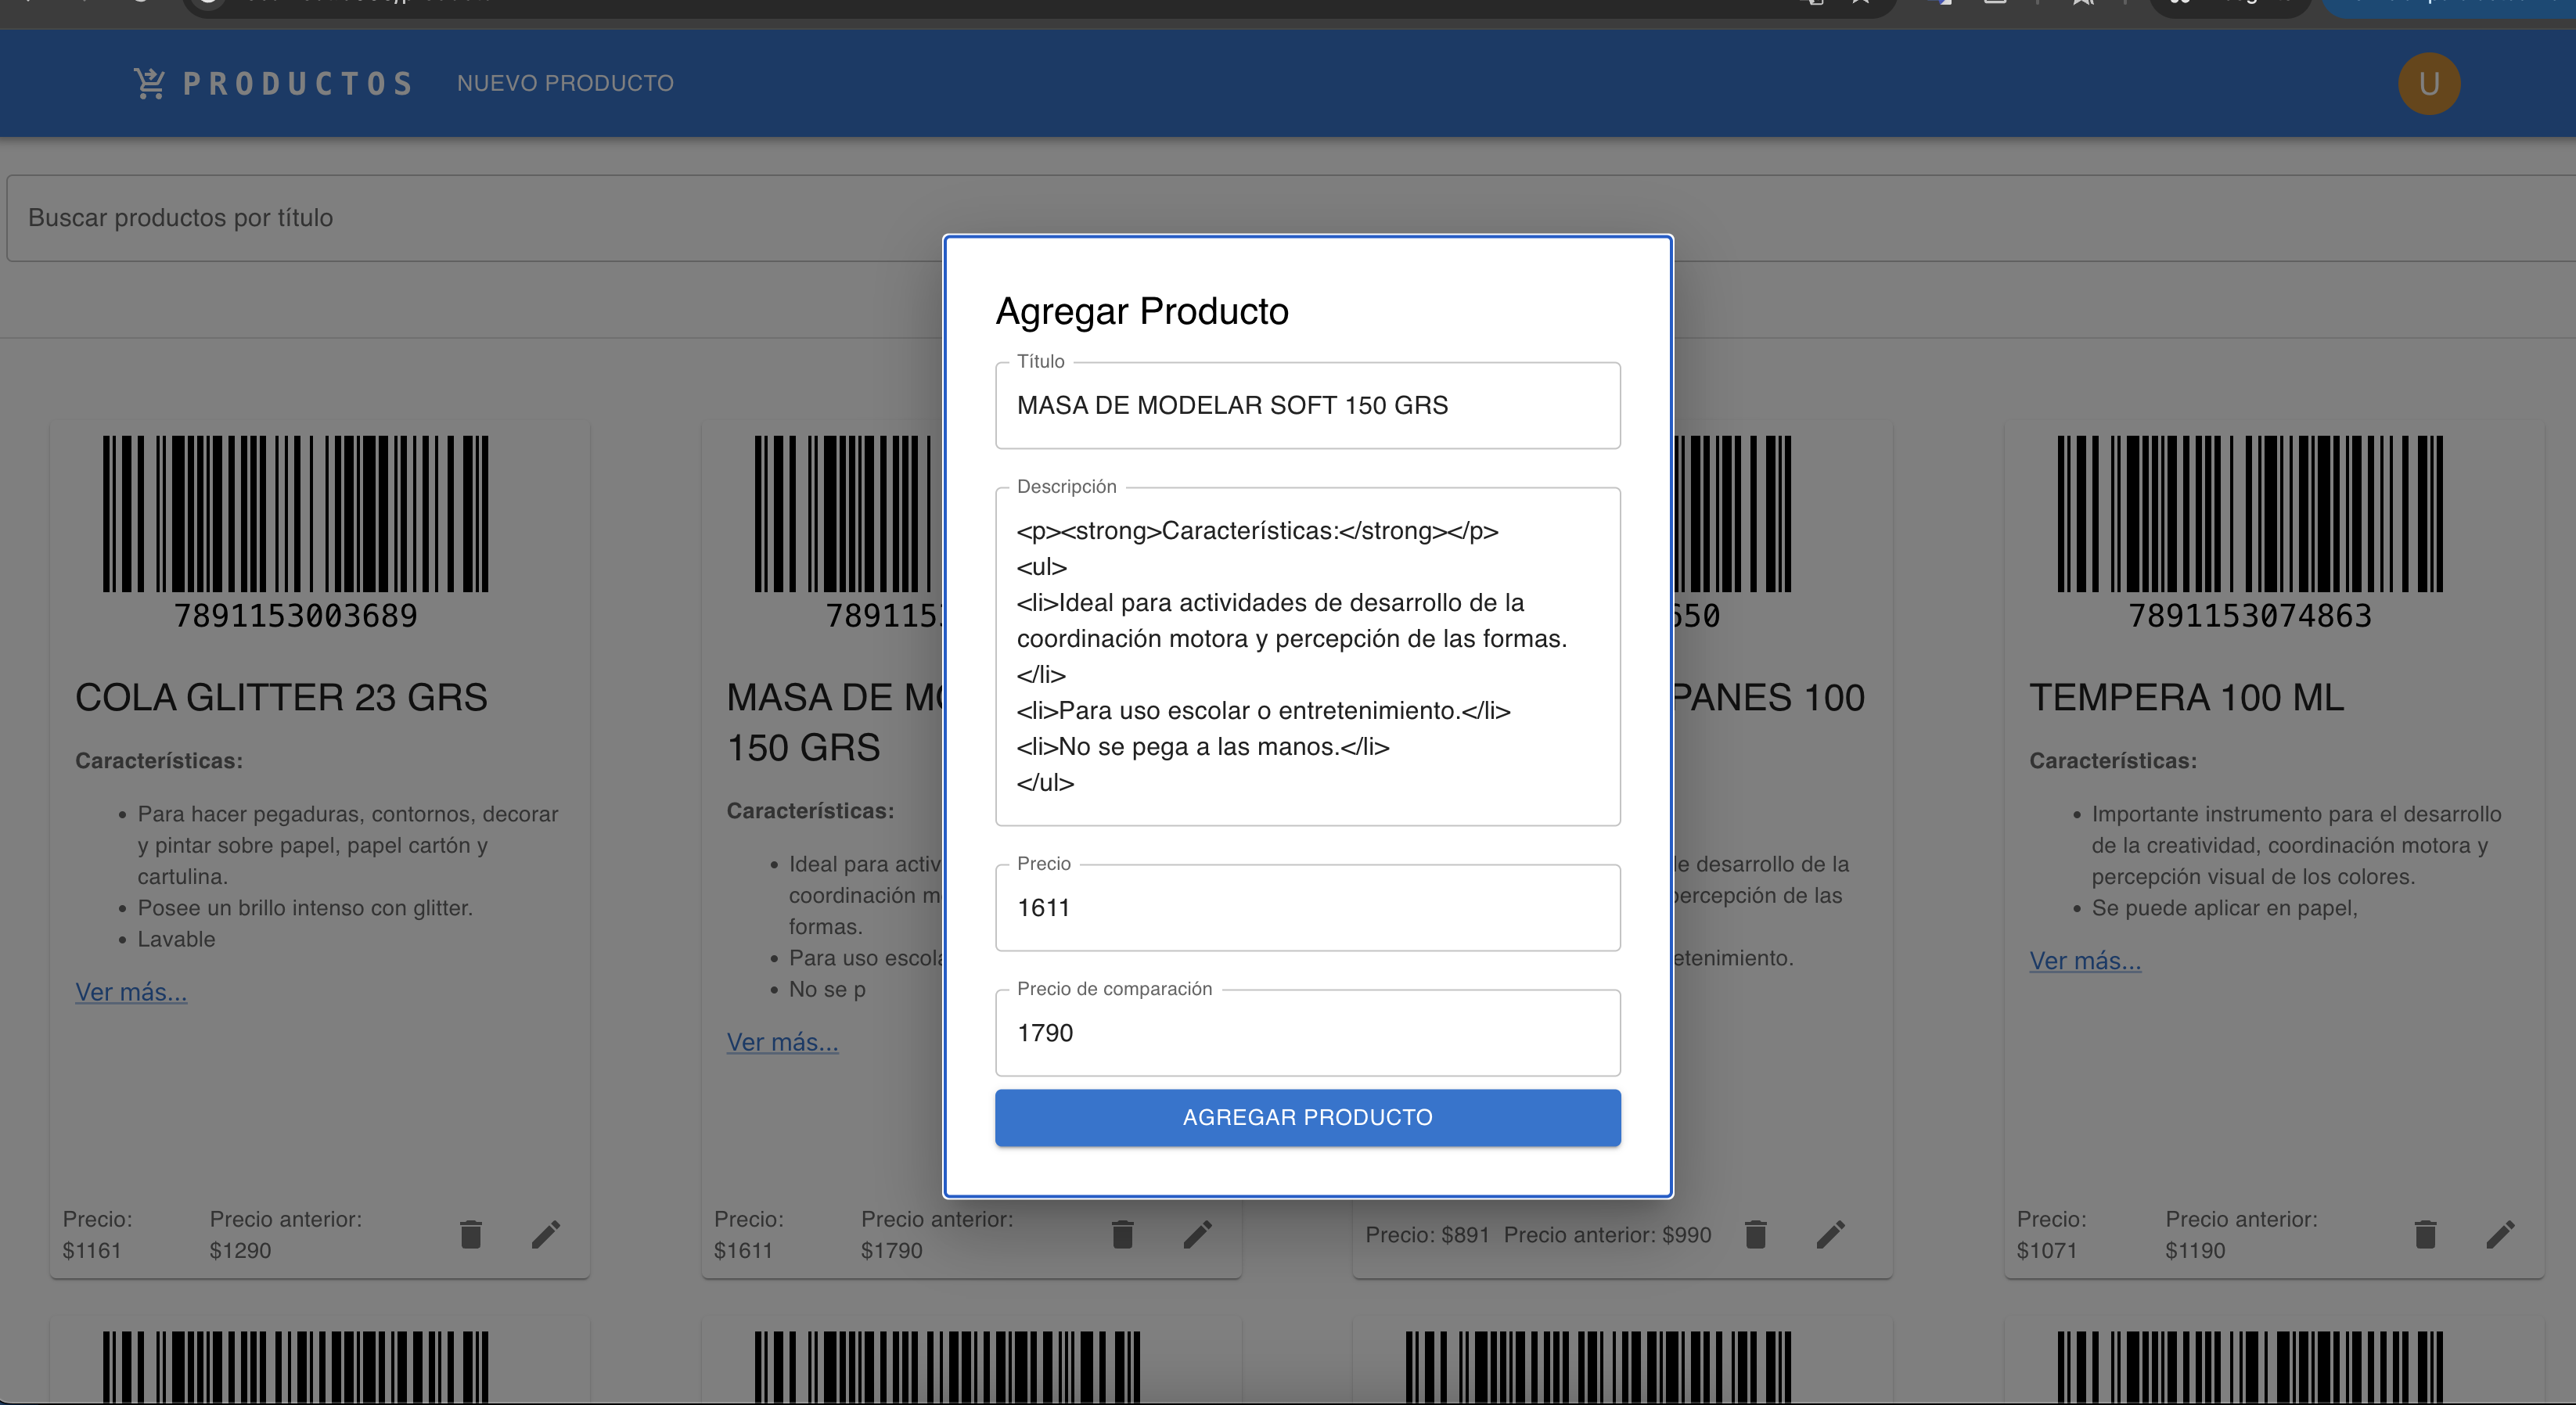 PRODUCTOS
NUEVO PRODUCTO
U
Buscar productos por título
Agregar Producto
Título
MASA DE MODELAR SOFT 150 GRS
Descripción
<p><strong>Características:</strong></p>
<ul>
<li>Ideal para actividades de desarrollo de la
coordinación motora y percepción de las formas.
</li>
<li>Para uso escolar o entretenimiento.</li>
<li>No se pega a las manos.</li>
</ul>
Precio
1611
Precio de comparación
1790
AGREGAR PRODUCTO
7891153003689
COLA GLITTER 23 GRS
Características:
Para hacer pegaduras, contornos, decorar
y pintar sobre papel, papel cartón y
cartulina.
Posee un brillo intenso con glitter.
Lavable
Ver más...
Precio:
$1161
Precio anterior:
$1290
789115
MASA DE MO
150 GRS
Características:
Ideal para activ
coordinación m
formas.
Para uso escola
No se p
Ver más...
Precio:
$1611
Precio anterior:
$1790
650
PANES 100
de desarrollo de la
percepción de las
etenimiento.
Precio: $891 Precio anterior: $990
7891153074863
TEMPERA 100 ML
Características:
Importante instrumento para el desarrollo
de la creatividad, coordinación motora y
percepción visual de los colores.
Se puede aplicar en papel,
Ver más...
Precio:
$1071
Precio anterior:
$1190